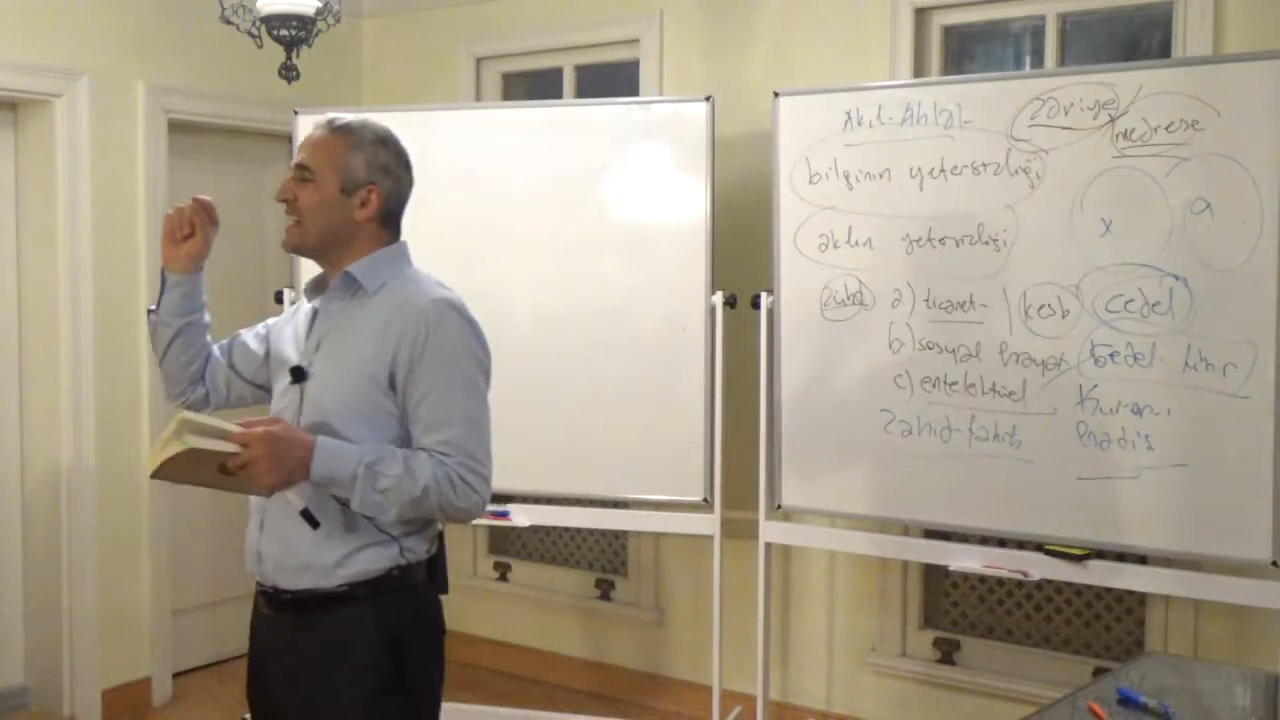 Akıl-Ahlak zaviye/
medrese
bilginin yetersizliği
x a
aklın yetersizliği
Zühd a) ticaret- | kesb cedel
b) sosyal hayat bedel-
c) entelektüel Kuran-ı
Zahid-fakih hadis